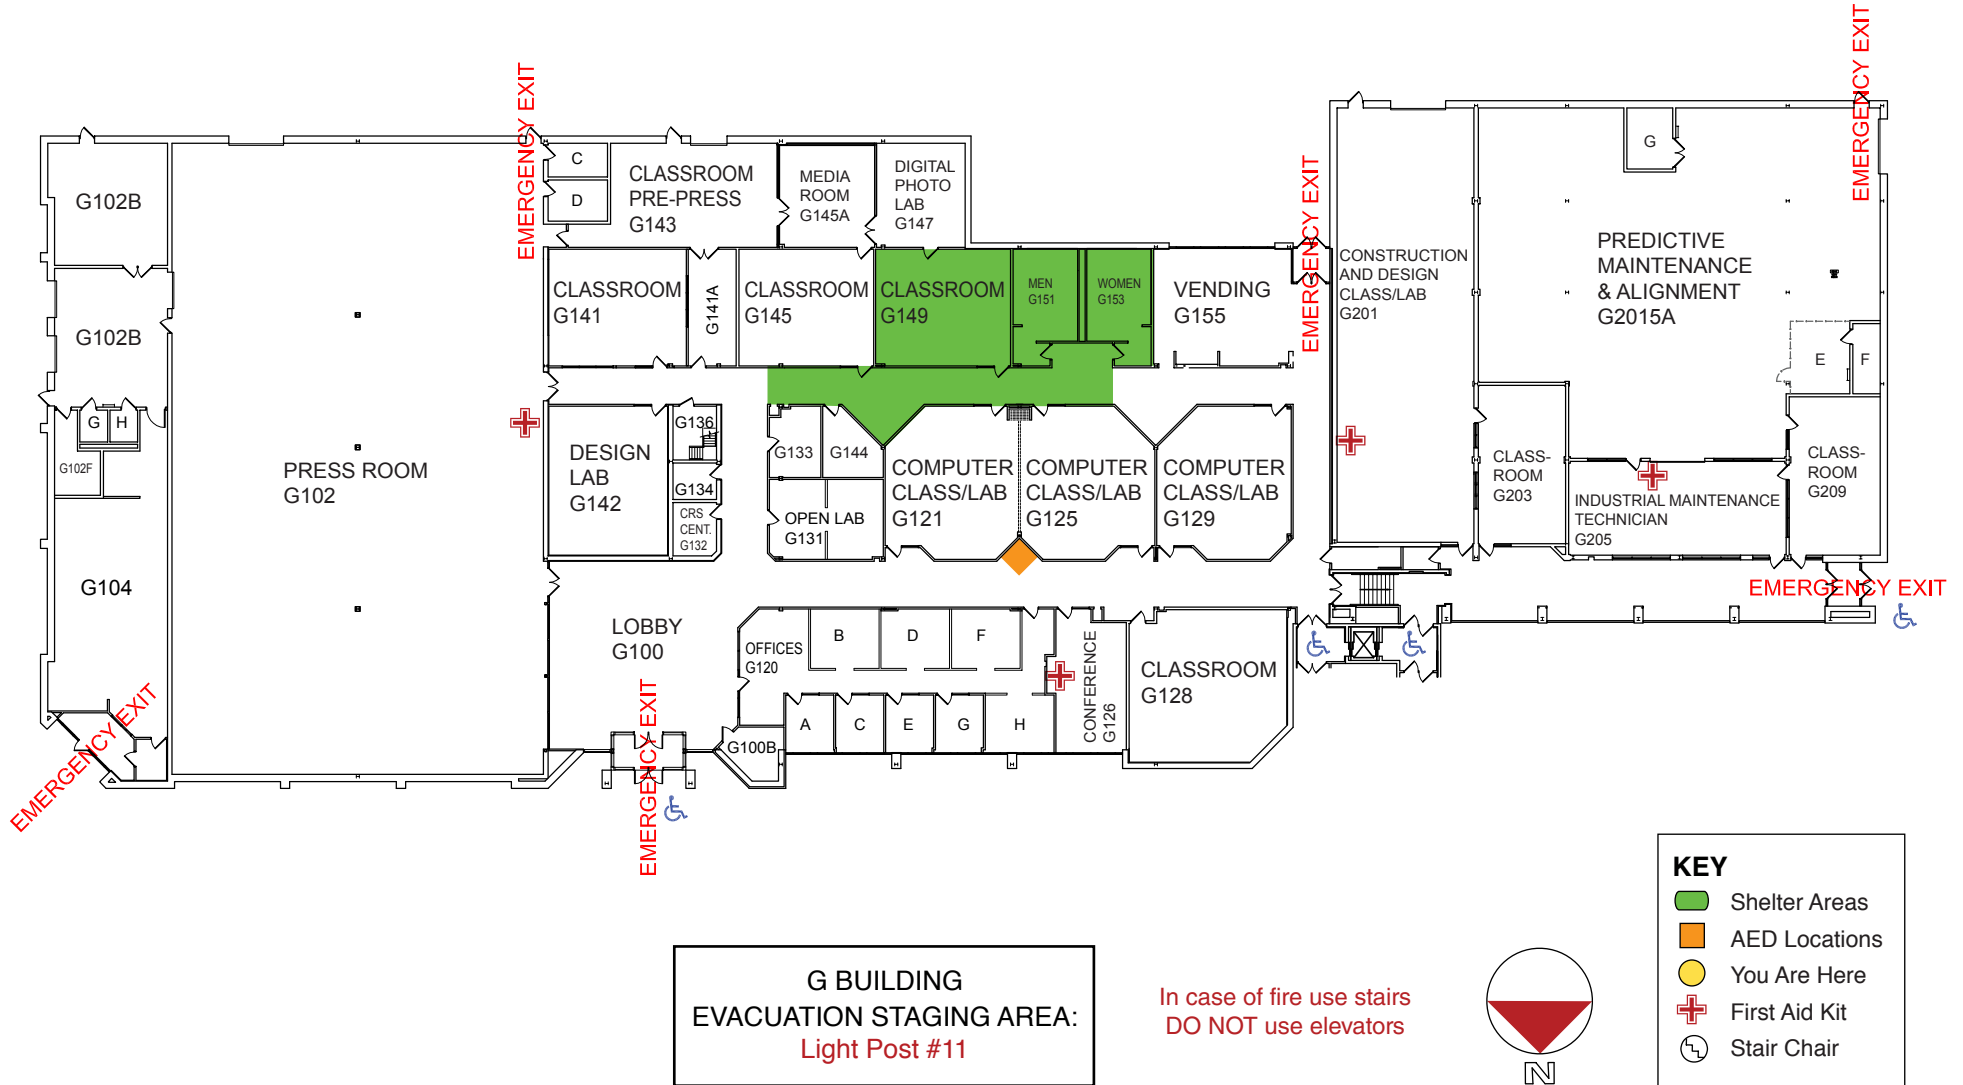 EMERGENCY EXIT
EMERGENCY EXIT
EMERGENCY EXIT
G102B
C
D
CLASSROOM
PRE-PRESS
G143
MEDIA
ROOM
G145A
DIGITAL
PHOTO
LAB
G147
G
G102B
CLASSROOM
G141
G141A
CLASSROOM
G145
CLASSROOM
G149
MEN
G151
WOMEN
G153
VENDING
G155
CONSTRUCTION
AND DESIGN
CLASS/LAB
G201
PREDICTIVE
MAINTENANCE
& ALIGNMENT
G2015A
E
F
G
H
G102F
PRESS ROOM
G102
DESIGN
LAB
G142
G136
G134
CRS
CENT.
G132
G133
G144
OPEN LAB
G131
COMPUTER
CLASS/LAB
G121
COMPUTER
CLASS/LAB
G125
COMPUTER
CLASS/LAB
G129
CLASS-
ROOM
G203
INDUSTRIAL MAINTENANCE
TECHNICIAN
G205
CLASS-
ROOM
G209
G104
EMERGENCY EXIT
LOBBY
G100
OFFICES
G120
B
D
F
A
C
E
G
H
CONFERENCE
G126
CLASSROOM
G128
G100B
EMERGENCY EXIT
EMERGENCY EXIT
G BUILDING
EVACUATION STAGING AREA:
Light Post #11
In case of fire use stairs
DO NOT use elevators
N
KEY
Shelter Areas
AED Locations
You Are Here
First Aid Kit
Stair Chair